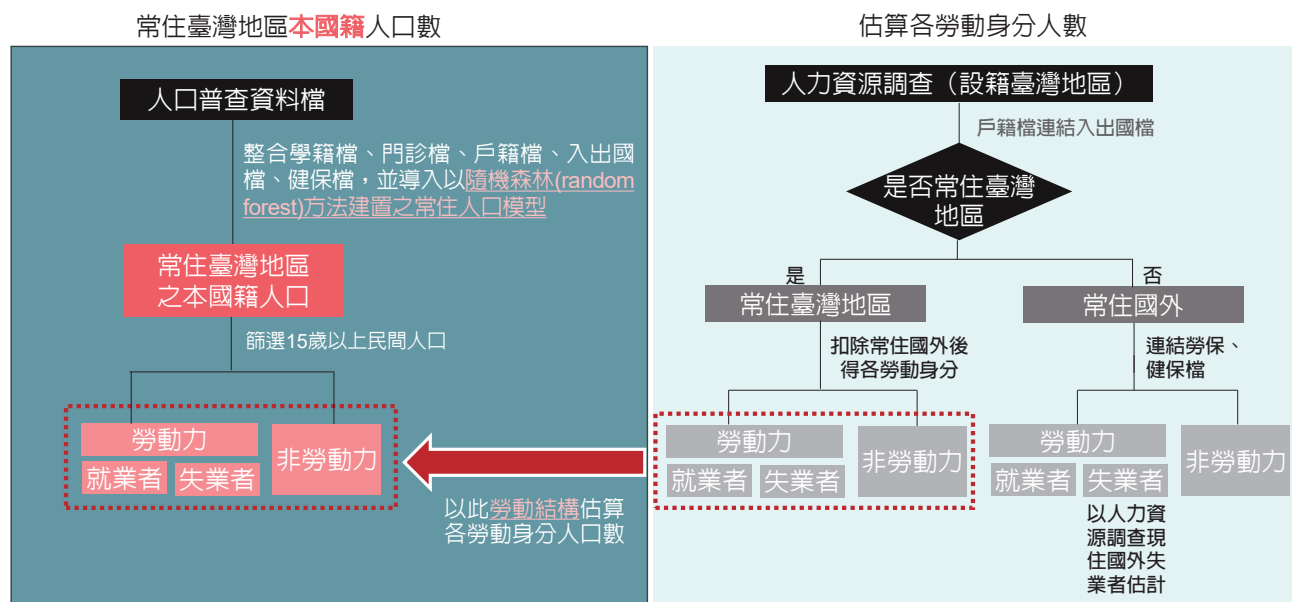 常住臺灣地區本國籍人口數
人口普查資料檔
整合學籍檔、門診檔、戶籍檔、入出國
檔、健保檔，並導入以隨機森林(random
forest)方法建置之常住人口模型
常住臺灣地區
之本國籍人口
篩選15歲以上民間人口
勞動力
就業者
失業者
非勞動力
以此勞動結構估算
各勞動身分人口數
估算各勞動身分人數
人力資源調查（設籍臺灣地區）
戶籍檔連結入出國檔
是否常住臺灣
地區
是
否
常住臺灣地區
常住國外
扣除常住國外後
得各勞動身分
連結勞保、
健保檔
勞動力
就業者
失業者
非勞動力
勞動力
就業者
失業者
非勞動力
以人力資
源調查現
住國外失
業者估計